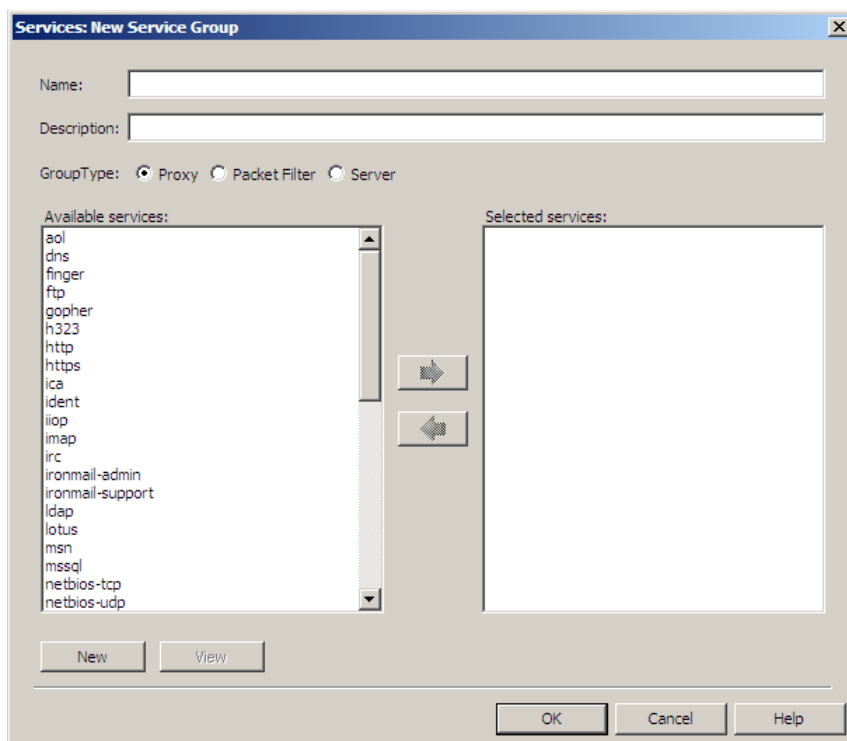 Services: New Service Group
Name:
Description:
GroupType: Proxy Packet Filter Server
Available services:
aol
dns
finger
ftp
gopher
h323
http
https
ica
ident
iiop
imap
irc
ironmail-admin
ironmail-support
ldap
lotus
msn
mssql
netbios-tcp
netbios-udp
Selected services:
New View
OK Cancel Help